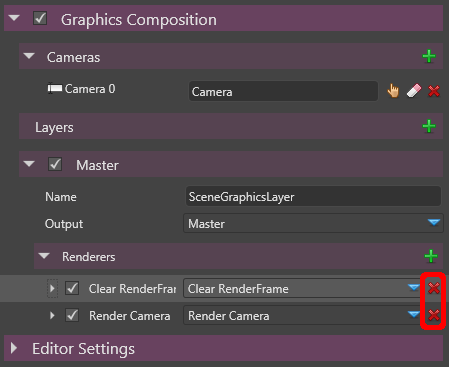 Graphics Composition
Cameras
Camera 0 Camera
Layers
Master
Name SceneGraphicsLayer
Output Master
Renderers
Clear RenderFrar Clear RenderFrame
Render Camera Render Camera
Editor Settings